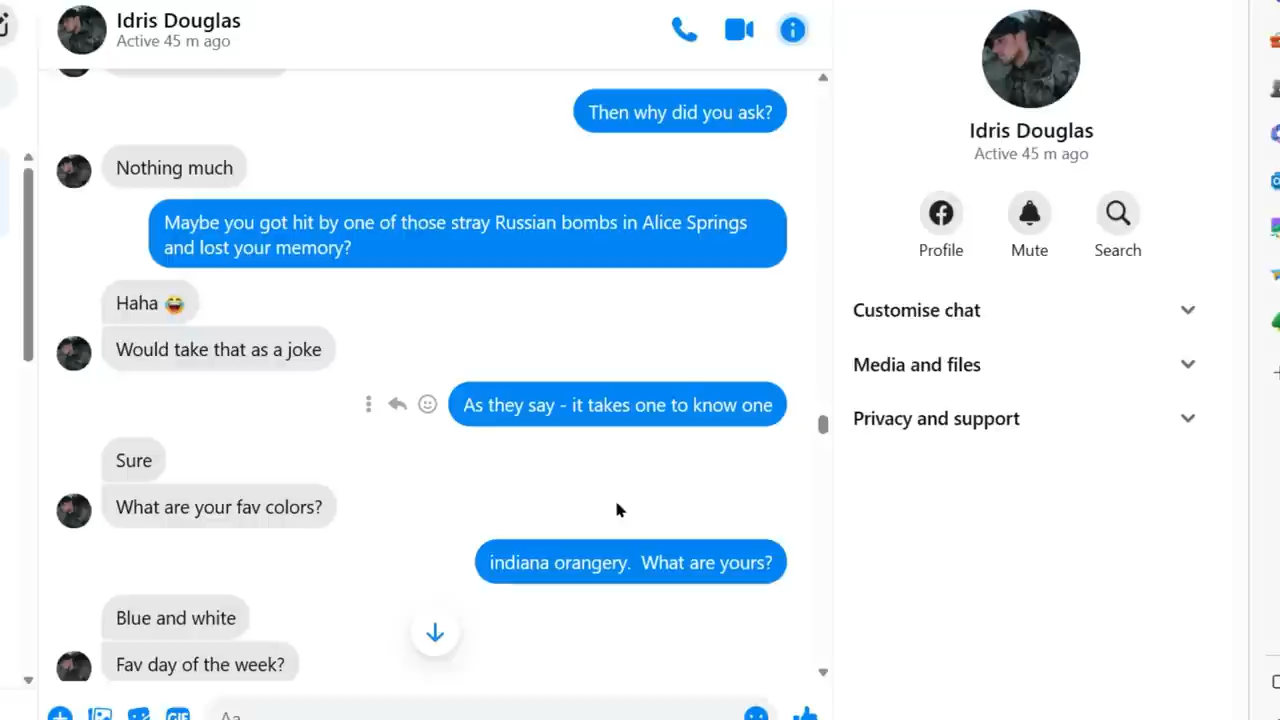 Idris Douglas
Active 45 m ago
Then why did you ask?
Nothing much
Maybe you got hit by one of those stray Russian bombs in Alice Springs
and lost your memory?
Haha 😂
Would take that as a joke
As they say - it takes one to know one
Sure
What are your fav colors?
indiana orangery.  What are yours?
Blue and white
Fav day of the week?
GIF
Aa
Idris Douglas
Active 45 m ago
Profile
Mute
Search
Customise chat
Media and files
Privacy and support